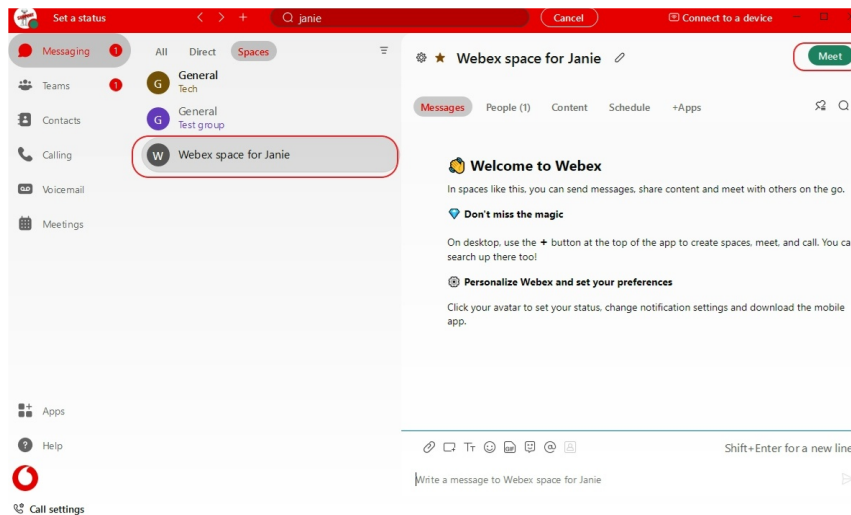 Set a status
janie
Cancel
Connect to a device
Messaging 1
Teams 1
Contacts
Calling
Voicemail
Meetings
Apps
Help
Call settings
All Direct Spaces
G General
Tech
G General
Test group
W Webex space for Janie
Webex space for Janie
Meet
Messages People (1) Content Schedule +Apps
Welcome to Webex
In spaces like this, you can send messages, share content and meet with others on the go.
Don't miss the magic
On desktop, use the + button at the top of the app to create spaces, meet, and call. You ca
search up there too!
Personalize Webex and set your preferences
Click your avatar to set your status, change notification settings and download the mobile
app.
GIF
Shift+Enter for a new line
Write a message to Webex space for Janie